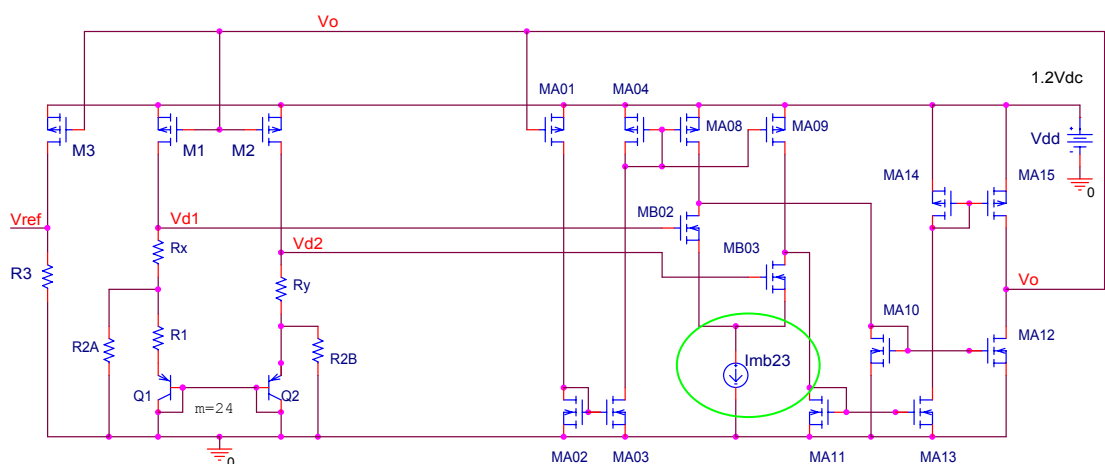 Vo
1.2Vdc
MA01 MA04
M3 M1 M2 MA08 MA09 Vdd
0
MA14 MA15
Vref Vd1 MB02
Rx Vd2 MB03
R3 Ry Vo
MA10
R1 MA12
R2A R2B Imb23
Q1 m=24 Q2
0 MA02 MA03 MA11 MA13